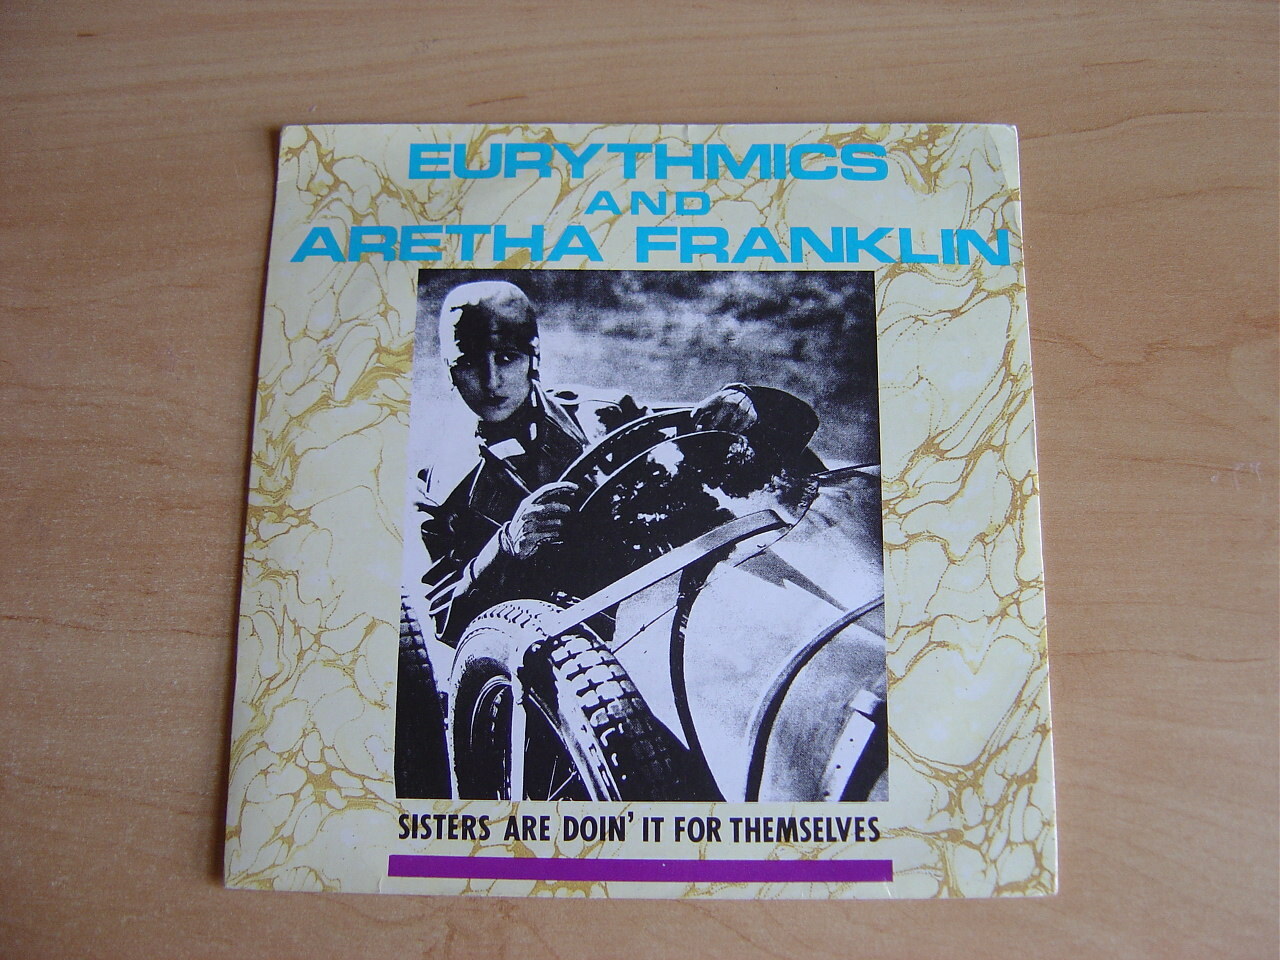 EURYTHMICS
AND
ARETHA FRANKLIN
SISTERS ARE DOIN' IT FOR THEMSELVES